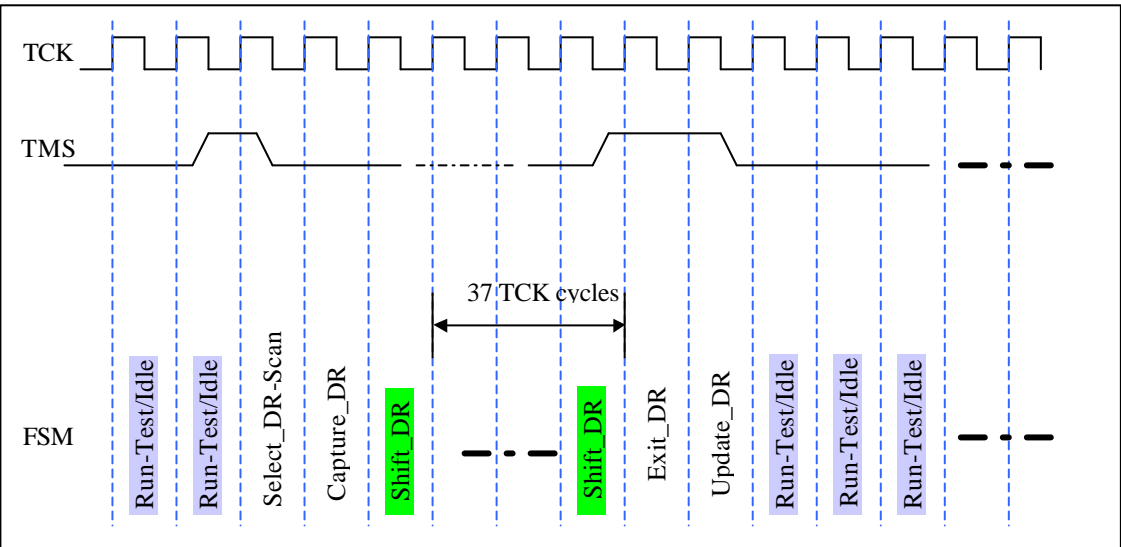 TCK
TMS
37 TCK cycles
FSM
Run-Test/Idle
Run-Test/Idle
Select_DR-Scan
Capture_DR
Shift_DR
Shift_DR
Exit_DR
Update_DR
Run-Test/Idle
Run-Test/Idle
Run-Test/Idle